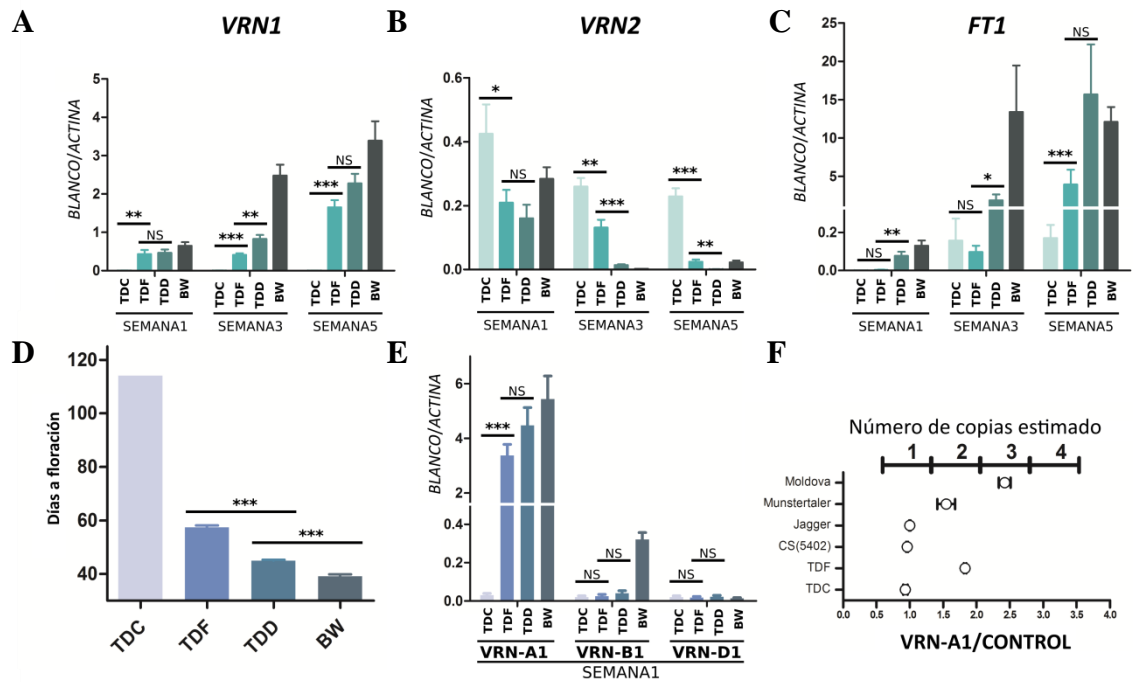 A
VRN1
BLANCO/ACTINA
5
4
3
2
1
0
**
NS
***
**
***
NS
TDC TDF TDD BW
TDC TDF TDD BW
TDC TDF TDD BW
SEMANA1 SEMANA3 SEMANA5
B
VRN2
BLANCO/ACTINA
0.6
0.4
0.2
0.0
*
NS
**
***
***
**
TDC TDF TDD BW
TDC TDF TDD BW
TDC TDF TDD BW
SEMANA1 SEMANA3 SEMANA5
C
FT1
BLANCO/ACTINA
25
20
15
10
5
0.2
0.0
NS
**
NS
*
***
NS
TDC TDF TDD BW
TDC TDF TDD BW
TDC TDF TDD BW
SEMANA1 SEMANA3 SEMANA5
D
Días a floración
120
100
80
60
40
***
***
TDC TDF TDD BW
E
BLANCO/ACTINA
6
4
2
0.4
0.2
0.0
***
NS
NS
NS
NS
NS
TDC TDF TDD BW
TDC TDF TDD BW
TDC TDF TDD BW
VRN-A1 VRN-B1 VRN-D1
SEMANA1
F
Número de copias estimado
1 2 3 4
Moldova
Munstertaler
Jagger
CS(5402)
TDF
TDC
0.0 0.5 1.0 1.5 2.0 2.5 3.0 3.5 4.0
VRN-A1/CONTROL